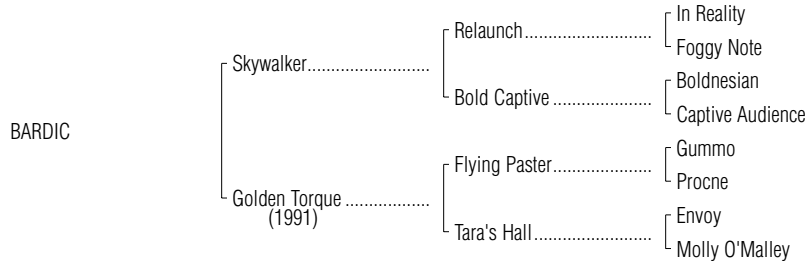 In Reality
Relaunch..............................
Foggy Note
Skywalker.............................
Boldnesian
Bold Captive .......................
Captive Audience
BARDIC
Gummo
Flying Paster.......................
Procne
Golden Torque ....................
(1991)
Envoy
Tara's Hall............................
Molly O'Malley